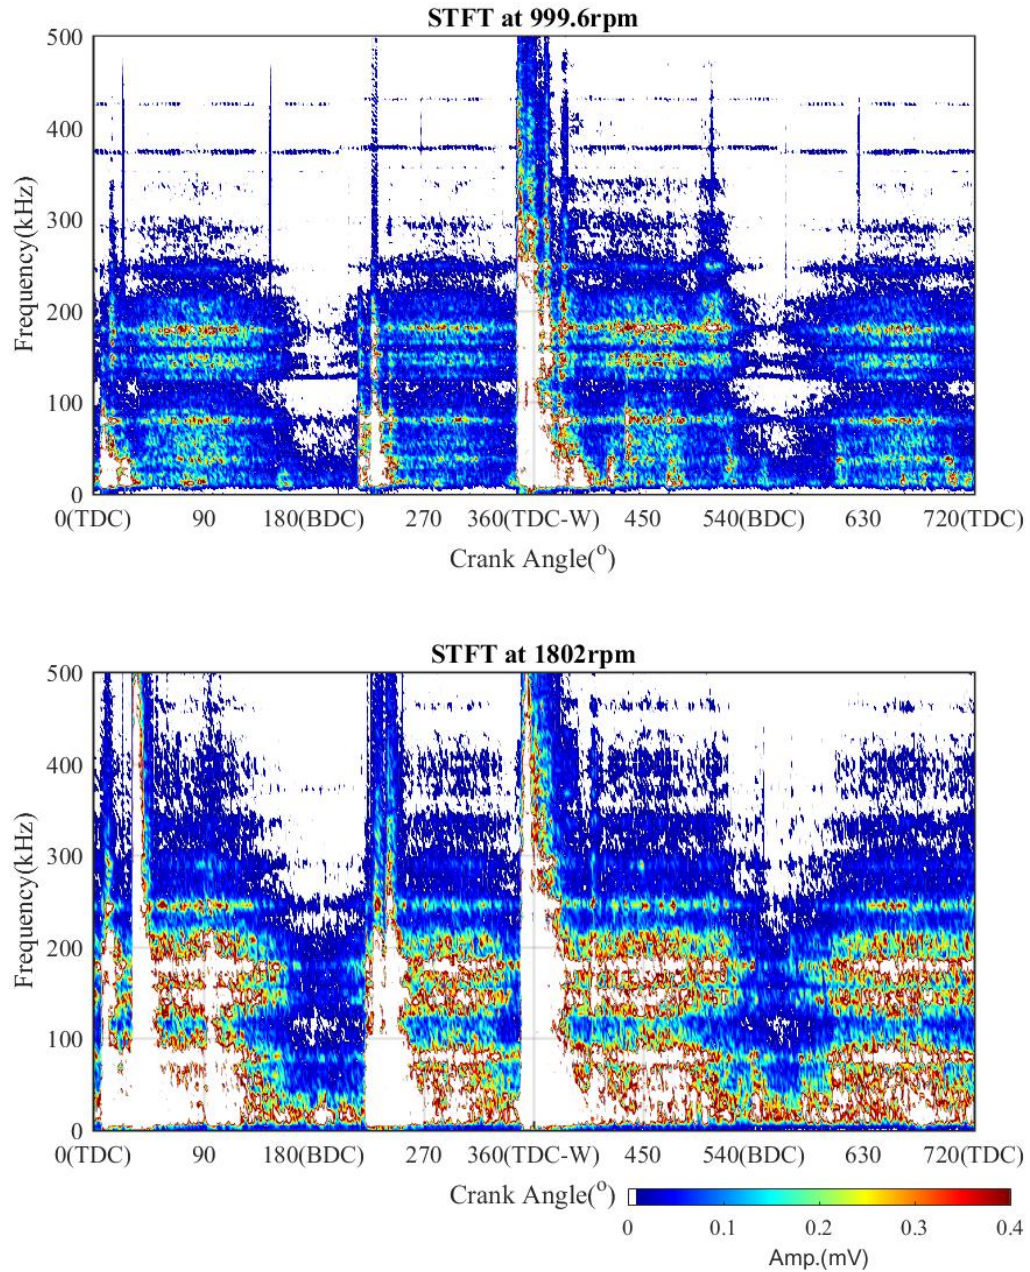 STFT at 999.6rpm
500
400
300
200
100
0
Frequency(kHz)
0(TDC) 90 180(BDC) 270 360(TDC-W) 450 540(BDC) 630 720(TDC)
Crank Angle(o)
STFT at 1802rpm
500
400
300
200
100
0
Frequency(kHz)
0(TDC) 90 180(BDC) 270 360(TDC-W) 450 540(BDC) 630 720(TDC)
Crank Angle(o)
0 0.1 0.2 0.3 0.4
Amp.(mV)